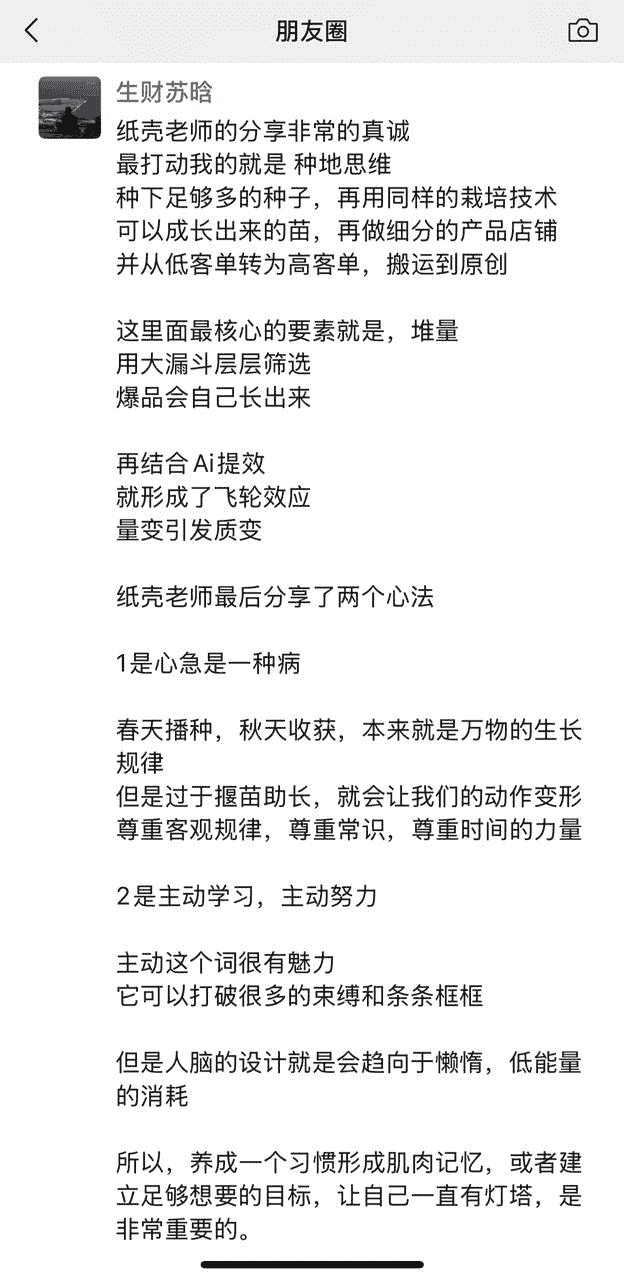 朋友圈
生财苏晗
纸壳老师的分享非常的真诚
最打动我的就是 种地思维
种下足够多的种子，再用同样的栽培技术
可以成长出来的苗，再做细分的产品店铺
并从低客单转为高客单，搬运到原创
这里面最核心的要素就是，堆量
用大漏斗层层筛选
爆品会自己长出来
再结合 Ai提效
就形成了飞轮效应
量变引发质变
纸壳老师最后分享了两个心法
1是心急是一种病
春天播种，秋天收获，本来就是万物的生长
规律
但是过于揠苗助长，就会让我们的动作变形
尊重客观规律，尊重常识，尊重时间的力量
2是主动学习，主动努力
主动这个词很有魅力
它可以打破很多的束缚和条条框框
但是人脑的设计就是会趋向于懒惰，低能量
的消耗
所以，养成一个习惯形成肌肉记忆，或者建
立足够想要的目标，让自己一直有灯塔，是
非常重要的。